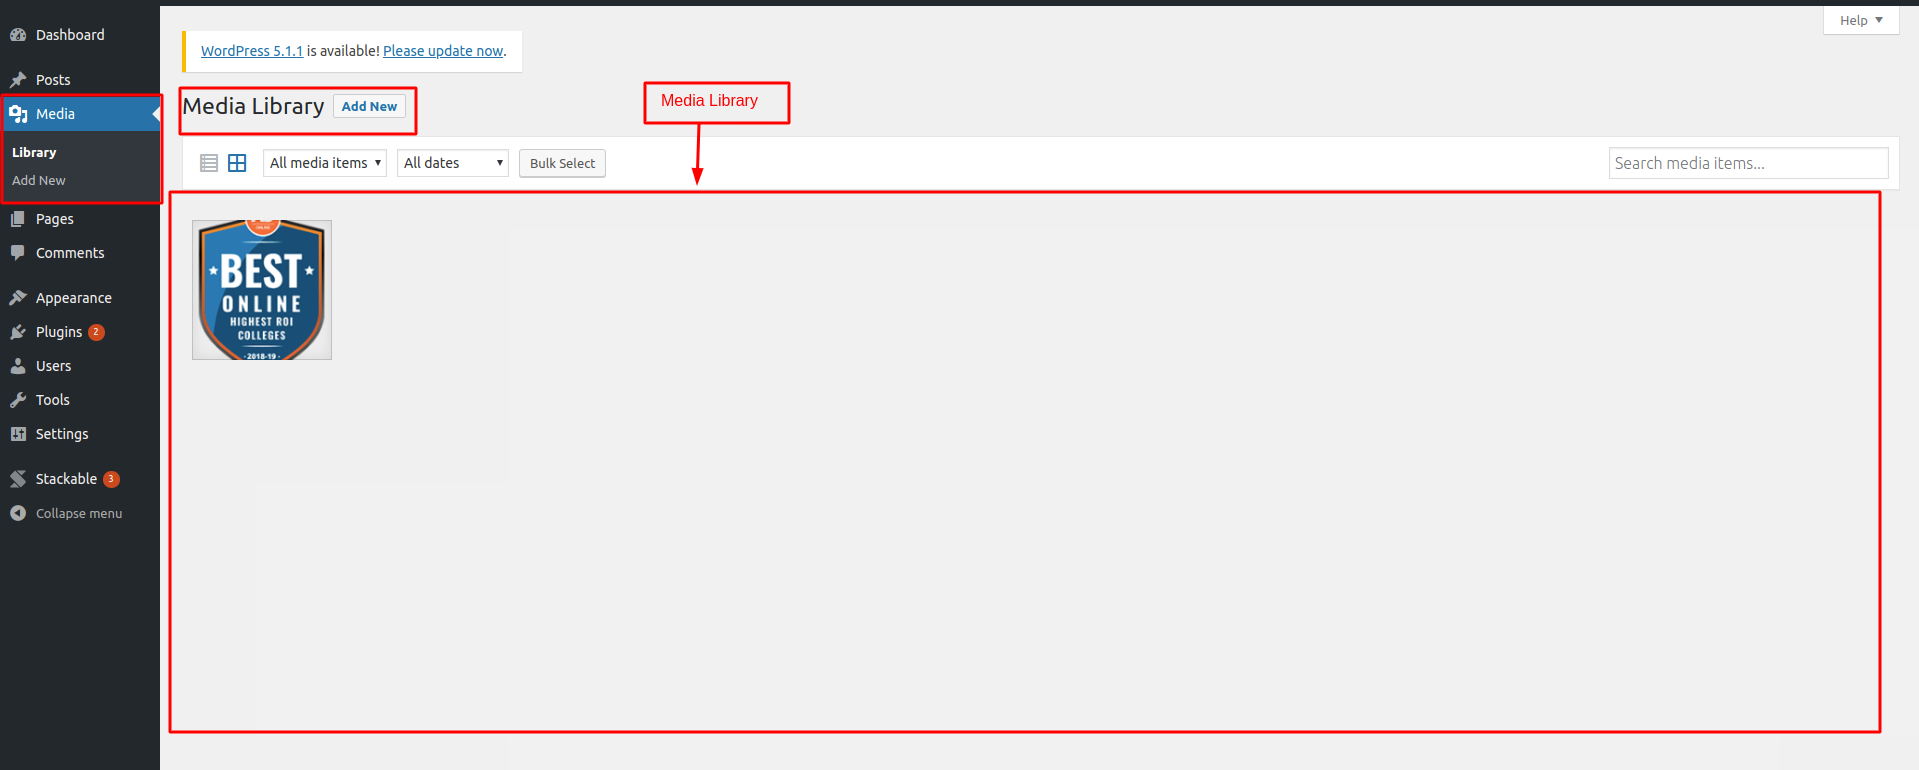 Help
Dashboard
WordPress 5.1.1 is available! Please update now.
Posts
Media
Library
Add New
Pages
Comments
Appearance
Plugins 2
Users
Tools
Settings
Stackable 3
Collapse menu
Media Library Add New
Media Library
All media items
All dates
Bulk Select
Search media items...
BEST
ONLINE
HIGHEST ROI
COLLEGES
· 2018-19 ·